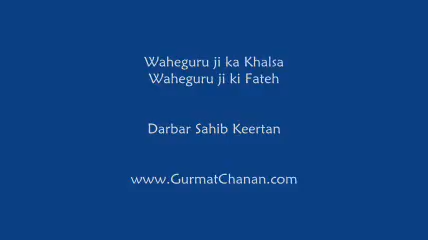 Waheguru ji ka Khalsa
Waheguru ji ki Fateh
Darbar Sahib Keertan
www.GurmatChanan.com